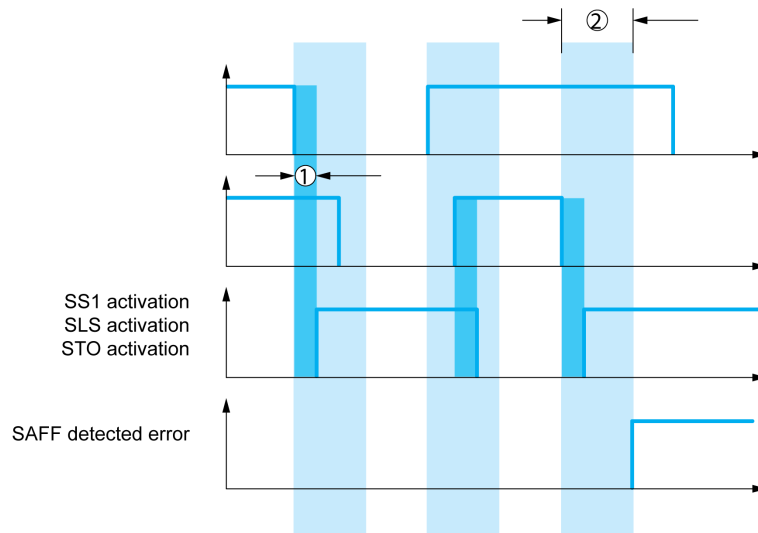 ②
①
SS1 activation
SLS activation
STO activation
SAFF detected error